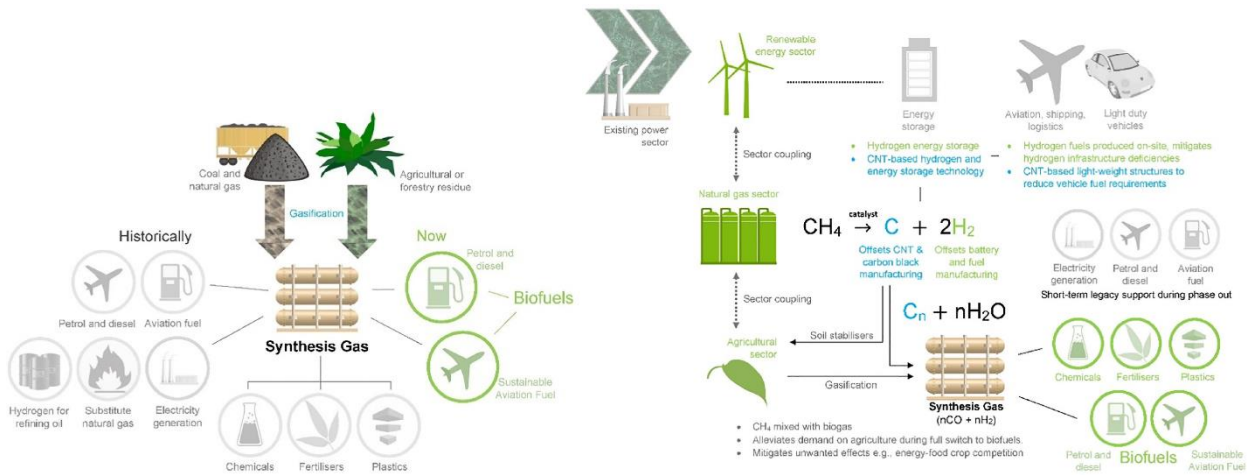 Coal and
natural gas
Agricultural or
forestry residue
Gasification
Historically
Now
Petrol and diesel
Aviation fuel
Petrol and
diesel
Biofuels
Synthesis Gas
Sustainable
Aviation Fuel
Hydrogen for
refining oil
Substitute
natural gas
Electricity
generation
Chemicals
Fertilisers
Plastics
Renewable
energy sector
Existing power
sector
Energy
storage
Aviation, shipping,
logistics
Light duty
vehicles
Sector coupling
• Hydrogen energy storage
• CNT-based hydrogen and
energy storage technology
• Hydrogen fuels produced on-site, mitigates
hydrogen infrastructure deficiencies
• CNT-based light-weight structures to
reduce vehicle fuel requirements
Natural gas sector
catalyst
CH₄ → C + 2H₂
Offsets CNT &
carbon black
manufacturing
Offsets battery
and fuel
manufacturing
Electricity
generation
Petrol and
diesel
Aviation
fuel
Short-term legacy support during phase out
Sector coupling
Cₙ + nH₂O
Agricultural
sector
Soil stabilisers
Gasification
Synthesis Gas
(nCO + nH₂)
Chemicals
Fertilisers
Plastics
Petrol and
diesel
Biofuels
Sustainable
Aviation Fuel
• CH₄ mixed with biogas
• Alleviates demand on agriculture during full switch to biofuels
• Mitigates unwanted effects e.g., energy-food crop competition